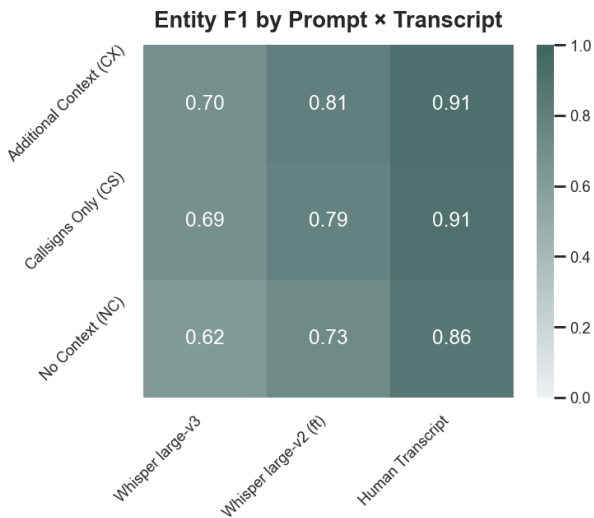 Entity F1 by Prompt × Transcript
Additional Context (CX)
0.70 0.81 0.91
Callsigns Only (CS)
0.69 0.79 0.91
No Context (NC)
0.62 0.73 0.86
Whisper large-v3
Whisper large-v2 (ft)
Human Transcript
1.0
0.8
0.6
0.4
0.2
0.0